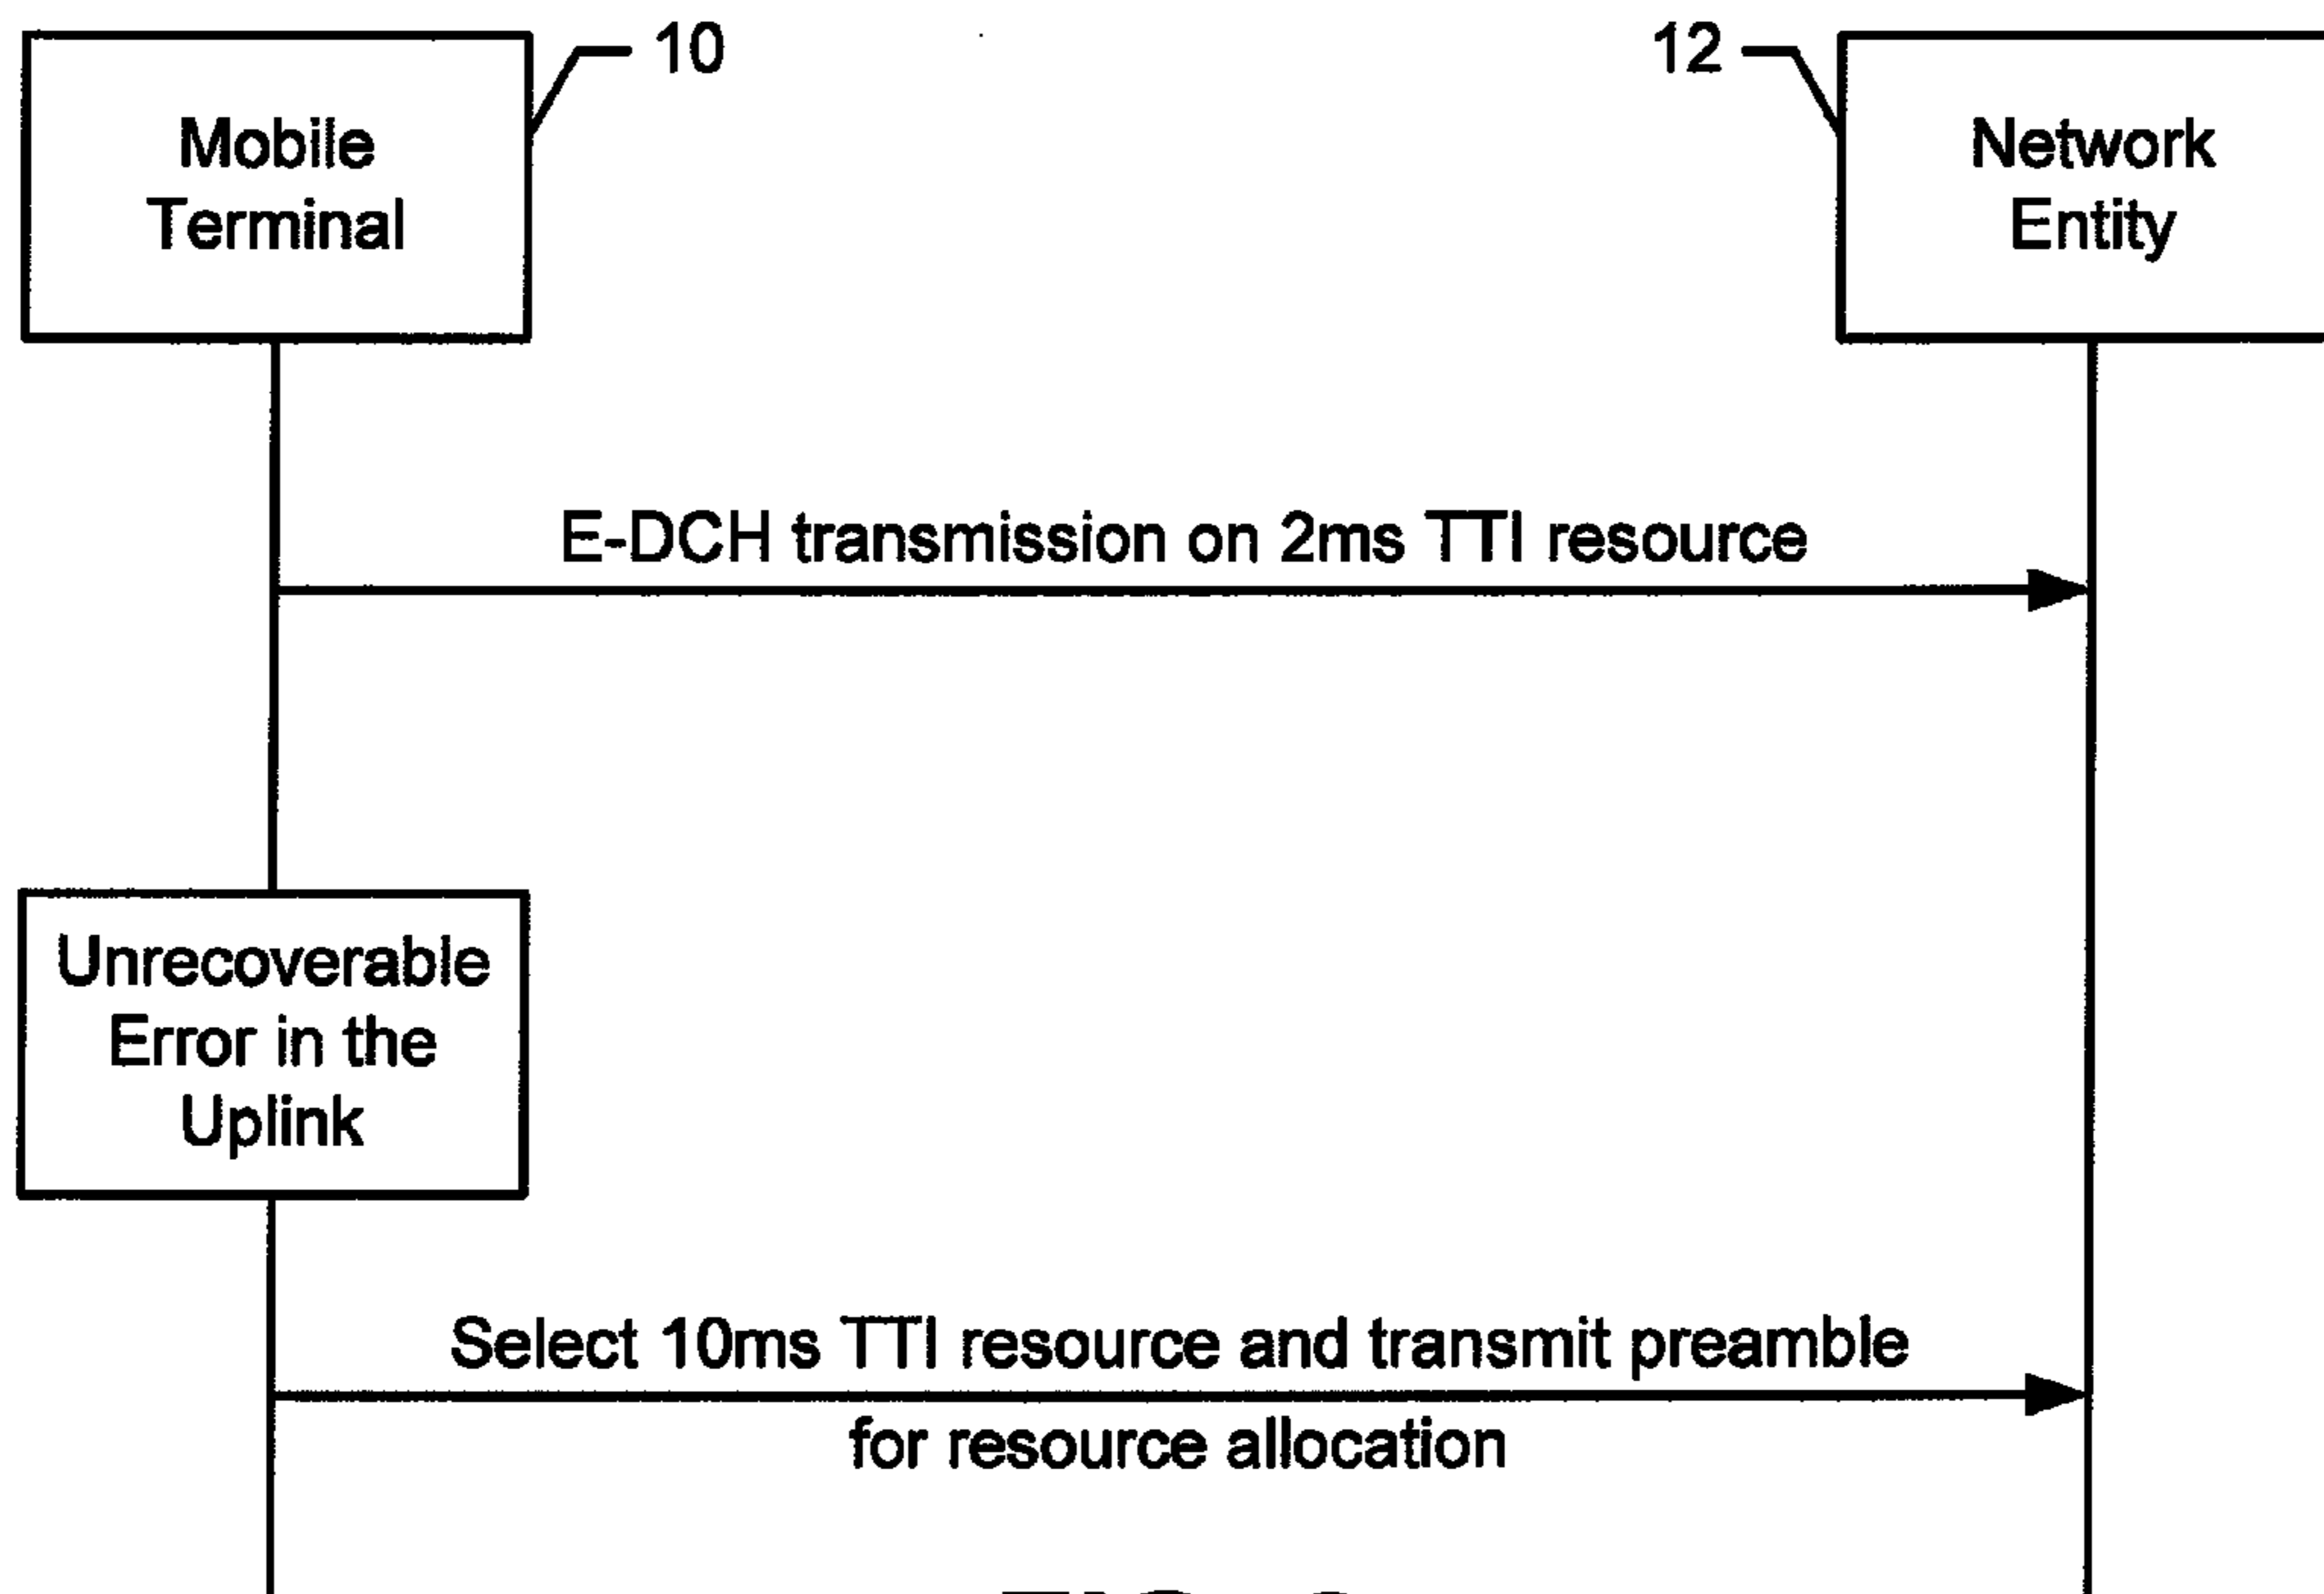 10
12
Mobile
Terminal
Network
Entity
E-DCH transmission on 2ms TTI resource
Unrecoverable
Error in the
Uplink
Select 10ms TTI resource and transmit preamble
for resource allocation